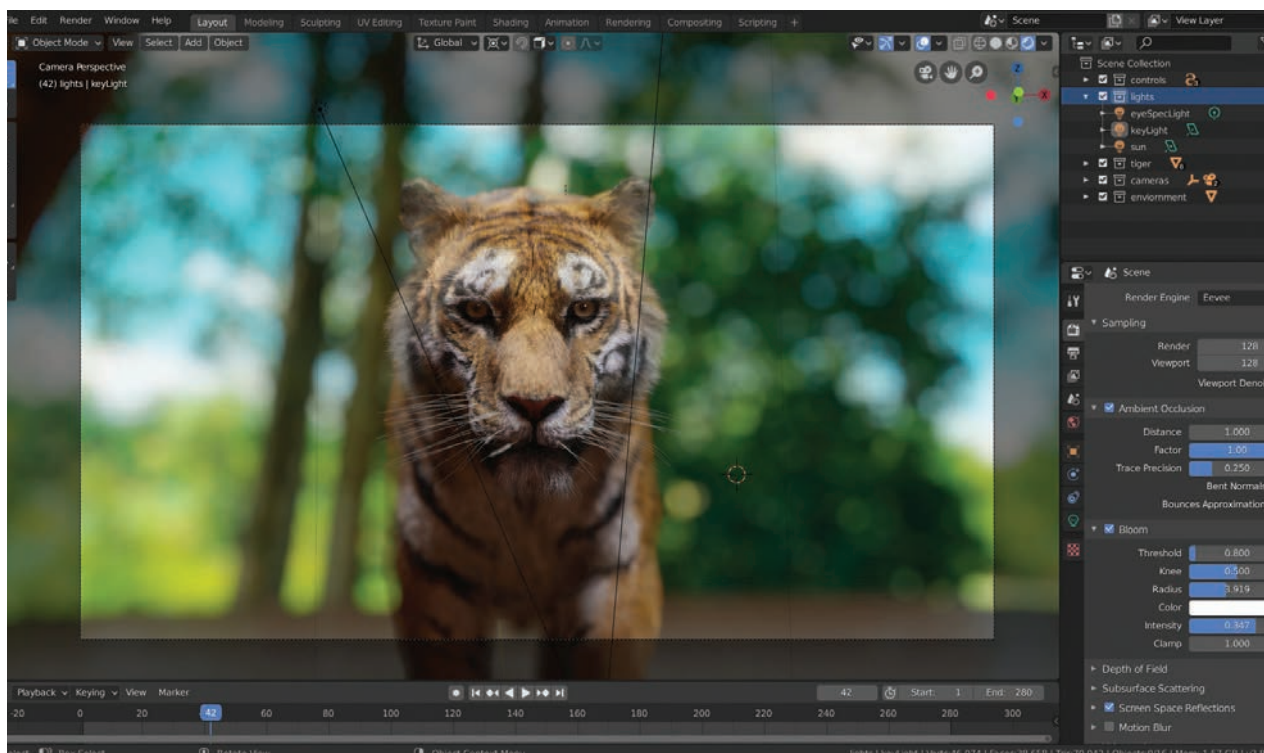 File Edit Render Window Help Layout Modeling Sculpting UV Editing Texture Paint Shading Animation Rendering Compositing Scripting + Scene View Layer
Object Mode View Select Add Object Global
Camera Perspective
(42) lights | keyLight
Scene Collection
controls
lights
eyeSpecLight
keyLight
sun
tiger
cameras
enviornment
Scene
Render Engine Eevee
Sampling
Render 128
Viewport 128
Viewport Denoi
Ambient Occlusion
Distance 1.000
Factor 1.00
Trace Precision 0.250
Bent Normals
Bounces Approximation
Bloom
Threshold 0.800
Knee 0.500
Radius 3.919
Color
Intensity 0.347
Clamp 1.000
Depth of Field
Subsurface Scattering
Screen Space Reflections
Motion Blur
Playback Keying View Marker 42 Start: 1 End: 280
-20 0 20 42 60 80 100 120 140 160 180 200 220 240 260 280 300